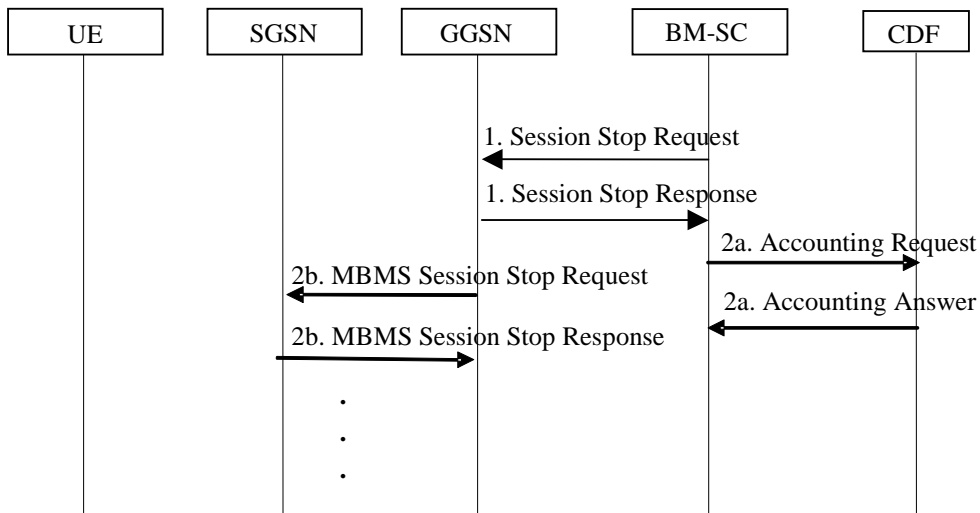 UE
SGSN
GGSN
BM-SC
CDF
1. Session Stop Request
1. Session Stop Response
2a. Accounting Request
2b. MBMS Session Stop Request
2a. Accounting Answer
2b. MBMS Session Stop Response
.
.
.